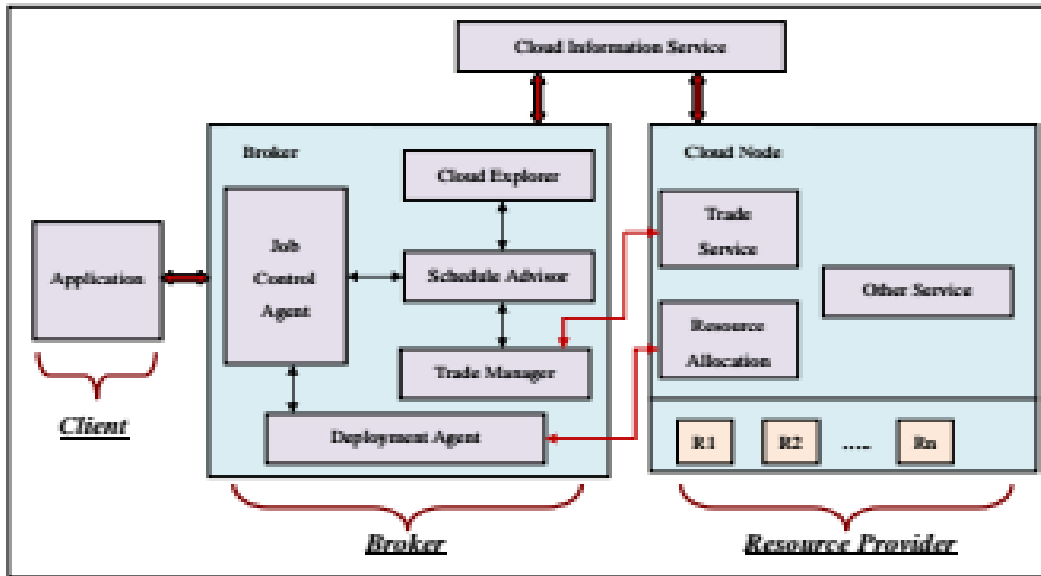 Cloud Information Service
Broker
Cloud Explorer
Job
Control
Agent
Schedule Advisor
Trade Manager
Deployment Agent
Application
Cloud Node
Trade
Service
Other Service
Resource
Allocation
R1
R2
.....
Rn
Client
Broker
Resource Provider